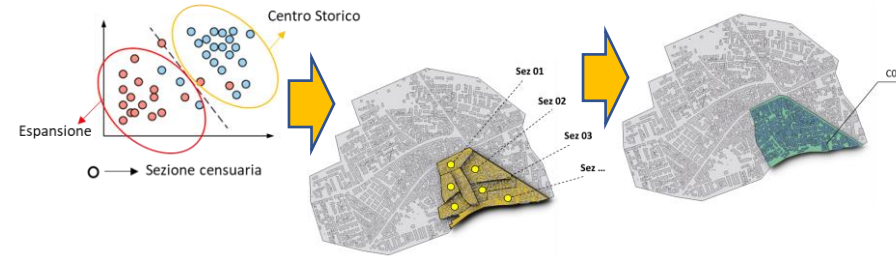 Centro Storico
Espansione
Sezione censuaria
Sez 01
Sez 02
Sez 03
Sez ...